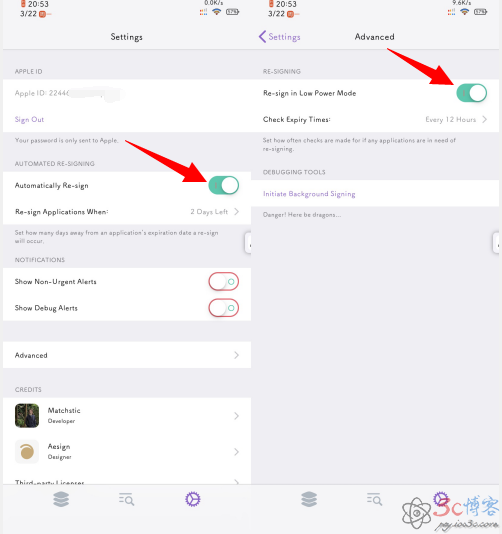 20:53
0.0K/s
3/22
57%
Settings
APPLE ID
Apple ID: 22446
Sign Out
Your password is only sent to Apple.
AUTOMATED RE-SIGNING
Automatically Re-sign
Re-sign Applications When:
2 Days Left
Set how many days away from an application's expiration date a re-sign
will occur.
NOTIFICATIONS
Show Non-Urgent Alerts
Show Debug Alerts
Advanced
CREDITS
Matchstic
Developer
Aesign
Designer
Third-party Licenses
20:53
9.6K/s
3/22
57%
Settings
Advanced
RE-SIGNING
Re-sign in Low Power Mode
Check Expiry Times:
Every 12 Hours
Set how often checks are made for if any applications are in need of
re-signing.
DEBUGGING TOOLS
Initiate Background Signing
Danger! Here be dragons...
3c博客